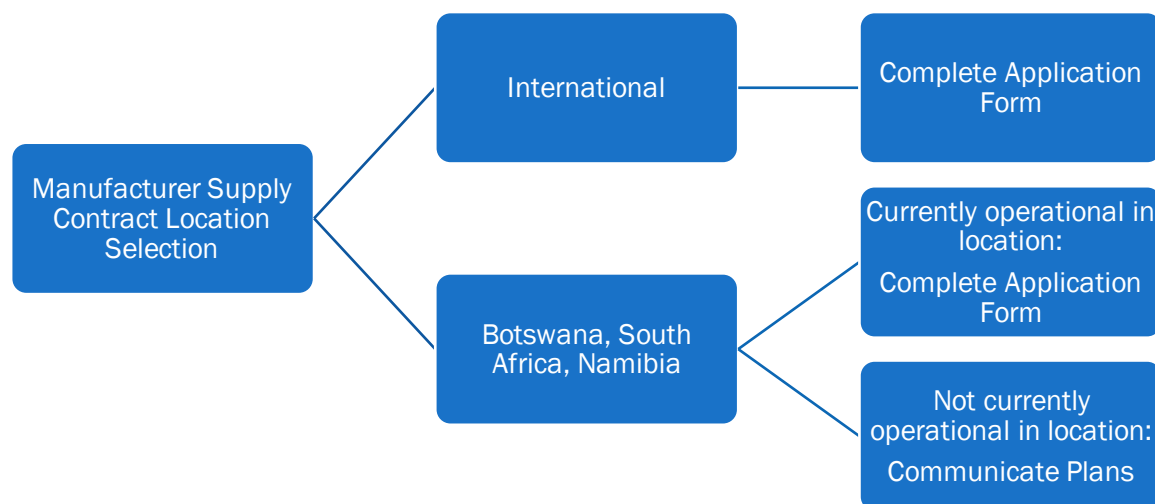 Manufacturer Supply
Contract Location
Selection
International
Complete Application
Form
Botswana, South
Africa, Namibia
Currently operational in
location:
Complete Application
Form
Not currently
operational in location:
Communicate Plans